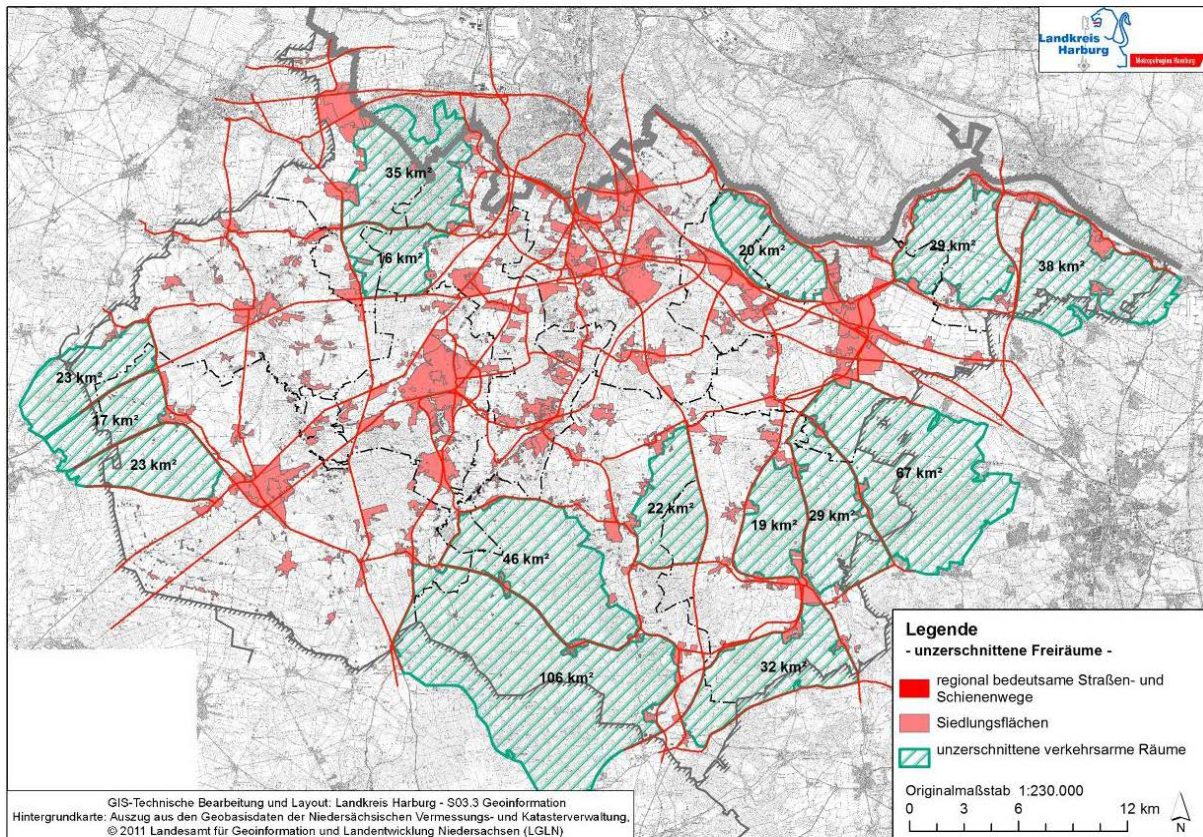 Landkreis
Harburg
Metropolregion Hamburg
35 km²
16 km²
20 km²
29 km²
38 km²
23 km²
17 km²
23 km²
22 km²
19 km²
29 km²
67 km²
46 km²
106 km²
32 km²
Legende
- unzerschnittene Freiräume -
regional bedeutsame Straßen- und
Schienenwege
Siedlungsflächen
unzerschnittene verkehrsarme Räume
Originalmaßstab 1:230.000
0 3 6 12 km
N
GIS-Technische Bearbeitung und Layout: Landkreis Harburg - S03.3 Geoinformation
Hintergrundkarte: Auszug aus den Geobasisdaten der Niedersächsischen Vermessungs- und Katasterverwaltung,
© 2011 Landesamt für Geoinformation und Landentwicklung Niedersachsen (LGLN)